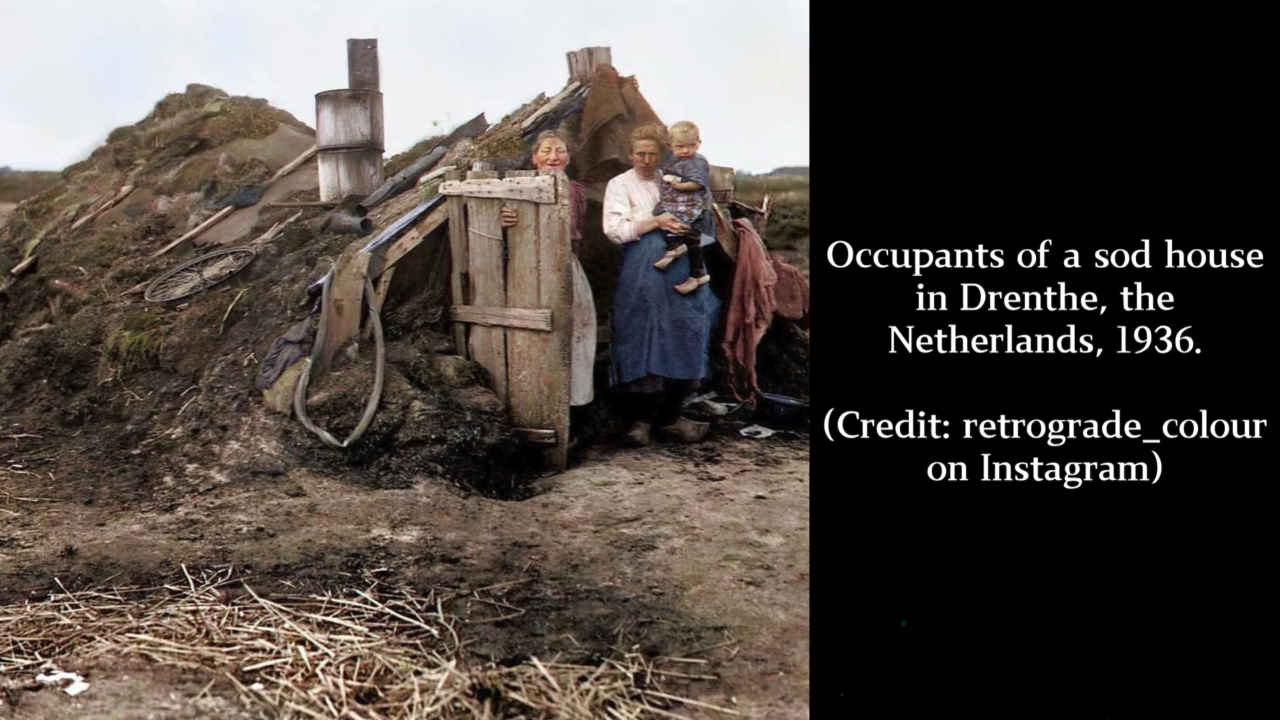 Occupants of a sod house
in Drenthe, the
Netherlands, 1936.
(Credit: retrograde_colour
on Instagram)